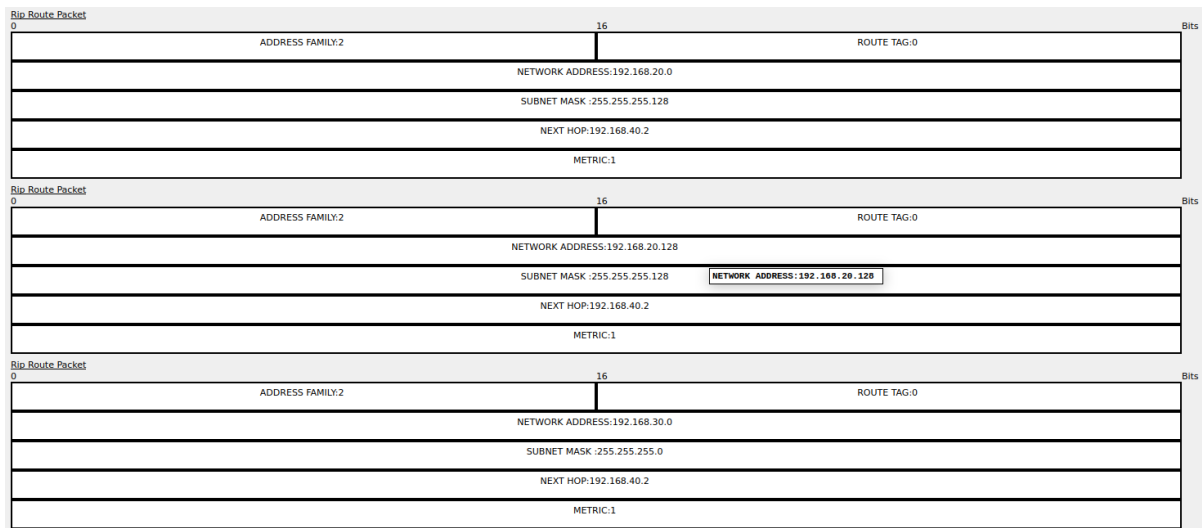 Rip Route Packet
0 16 Bits
ADDRESS FAMILY:2 ROUTE TAG:0
NETWORK ADDRESS:192.168.20.0
SUBNET MASK :255.255.255.128
NEXT HOP:192.168.40.2
METRIC:1
Rip Route Packet
0 16 Bits
ADDRESS FAMILY:2 ROUTE TAG:0
NETWORK ADDRESS:192.168.20.128
SUBNET MASK :255.255.255.128 NETWORK ADDRESS:192.168.20.128
NEXT HOP:192.168.40.2
METRIC:1
Rip Route Packet
0 16 Bits
ADDRESS FAMILY:2 ROUTE TAG:0
NETWORK ADDRESS:192.168.30.0
SUBNET MASK :255.255.255.0
NEXT HOP:192.168.40.2
METRIC:1